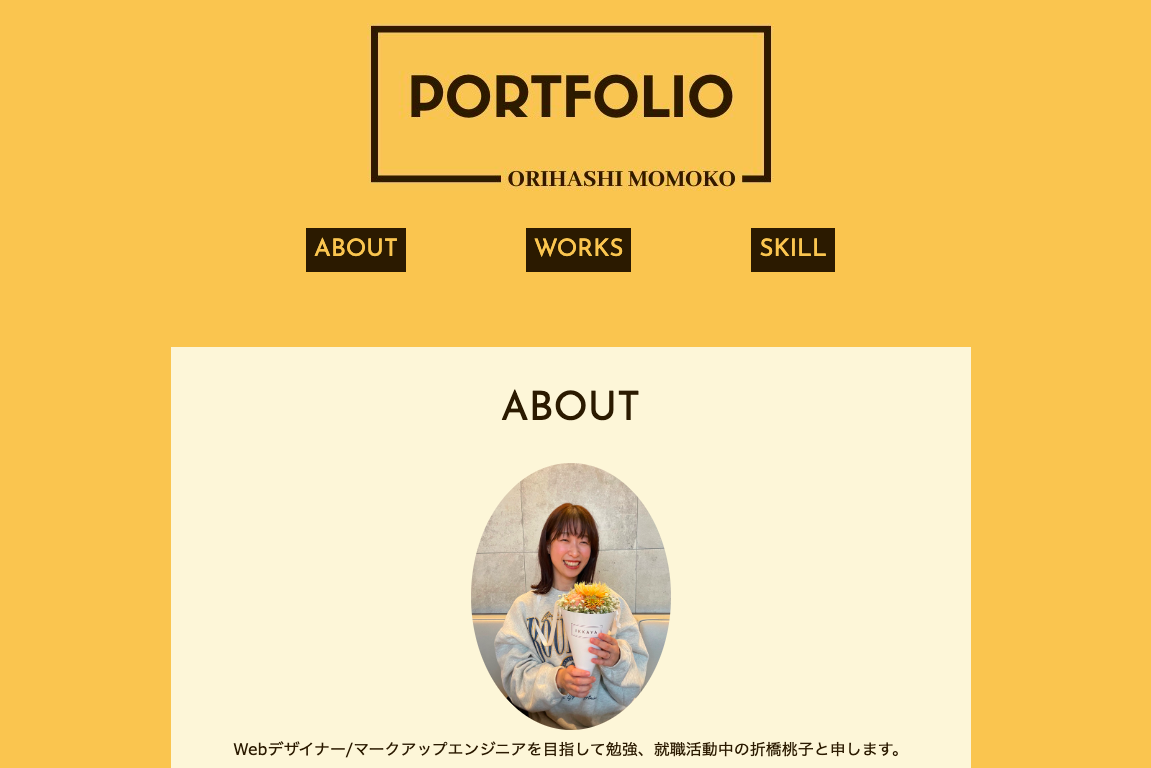 PORTFOLIO
ORIHASHI MOMOKO
ABOUT
WORKS
SKILL
ABOUT
Webデザイナー/マークアップエンジニアを目指して勉強、就職活動中の折橋桃子と申します。